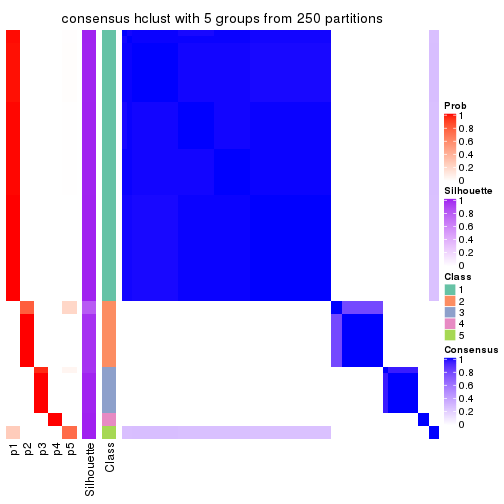 consensus hclust with 5 groups from 250 partitions
Prob
1
0.8
0.6
0.4
0.2
0
Silhouette
1
0.8
0.6
0.4
0.2
0
Class
1
2
3
4
5
Consensus
1
0.8
0.6
0.4
0.2
0
p1
p2
p3
p4
p5
Silhouette
Class